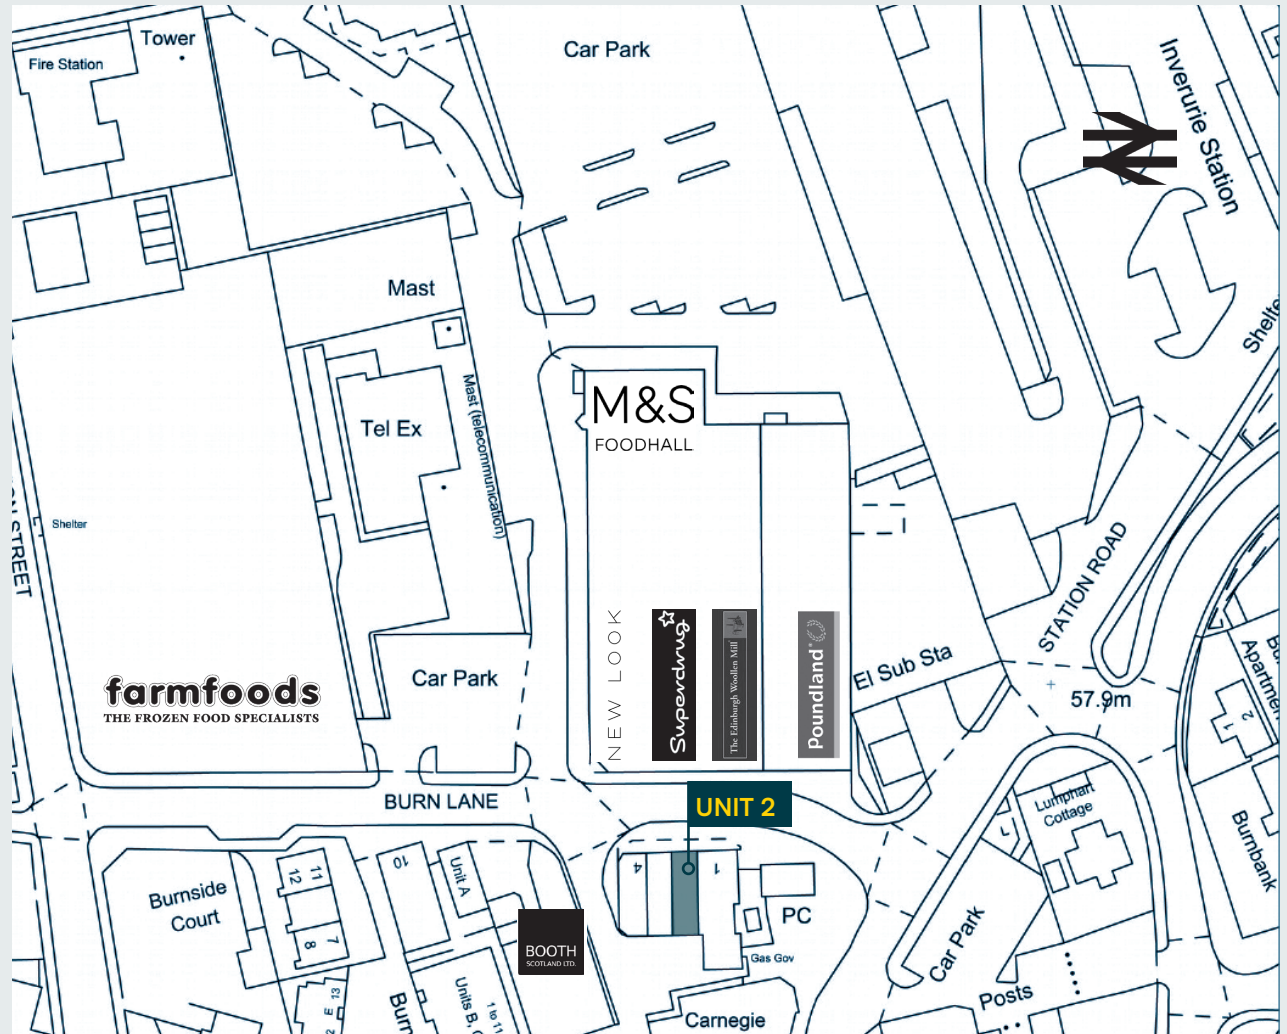 Tower
Fire Station
Car Park
Inverurie Station
Mast
Mast (telecommunication)
Tel Ex
M&S
FOODHALL
Shelter
STREET
STATION ROAD
NEW LOOK
Superdrug
The Edinburgh Woollen Mill
Poundland
El Sub Sta
57.9m
farmfoods
THE FROZEN FOOD SPECIALISTS
Car Park
BURN LANE
UNIT 2
Lumphart
Cottage
Burnbank
Burnside
Court
12
11
8
7
10
Unit A
4
1
PC
Gas Gov
BOOTH
SCOTLAND LTD.
Car Park
Posts
Carnegie
E
13
1 to 11
Units B,
1
2